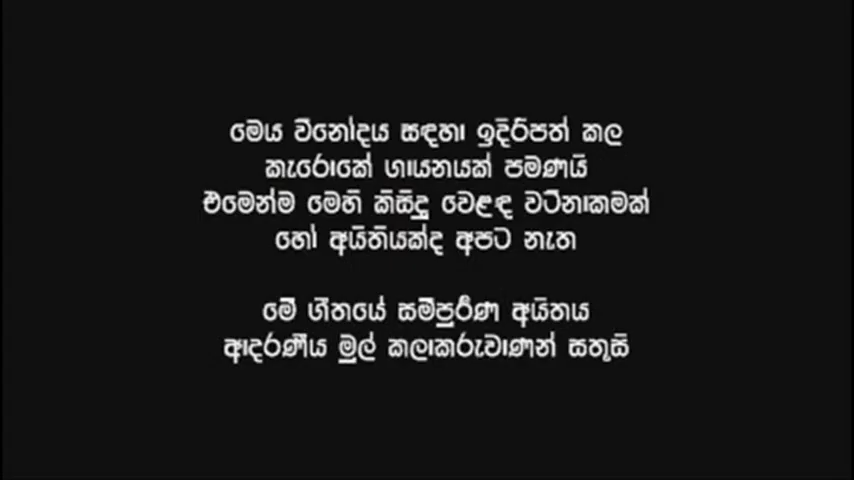 මෙය විනෝදය සඳහා ඉදිරිපත් කල
කැරොකේ ගායනයක් පමණයි
එමෙන්ම මෙහි කිසිදු වෙළඳ වටිනාකමක්
හෝ අයිතියක්ද අපට නැත
මේ ගීතයේ සම්පුර්ණ අයිතය
ආදරණීය මුල් කලාකරුවාණන් සතුසි